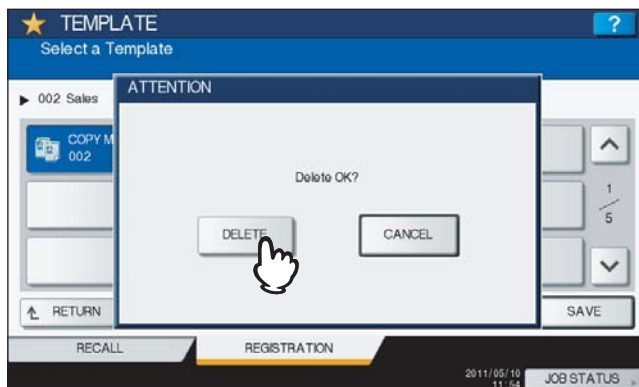 TEMPLATE
?
Select a Template
002 Sales
ATTENTION
COPY M
002
Delete OK?
DELETE
CANCEL
1
5
RETURN
SAVE
RECALL
REGISTRATION
2011/05/10
11:54
JOB STATUS